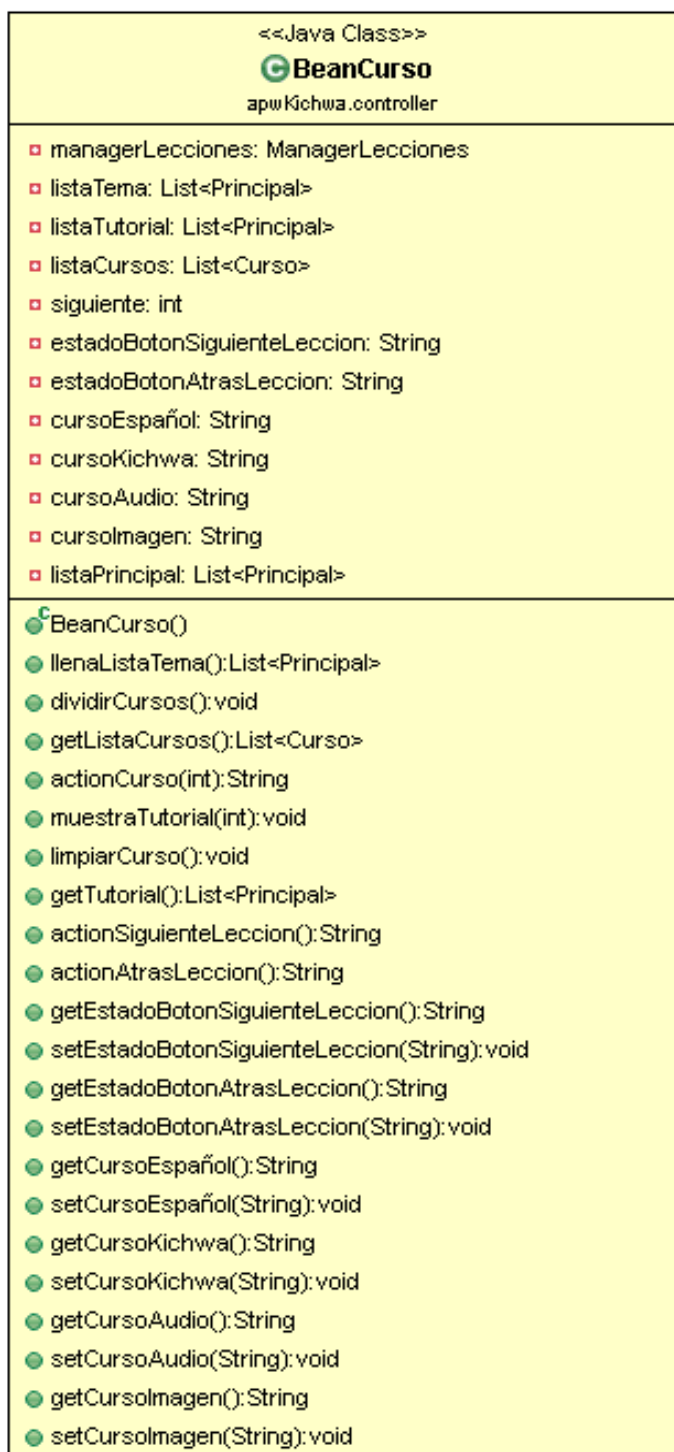 <<Java Class>>
BeanCurso
apwKichwa.controller
managerLecciones: ManagerLecciones
listaTema: List<Principal>
listaTutorial: List<Principal>
listaCursos: List<Curso>
siguiente: int
estadoBotonSiguienteLeccion: String
estadoBotonAtrasLeccion: String
cursoEspañol: String
cursoKichwa: String
cursoAudio: String
cursoImagen: String
listaPrincipal: List<Principal>
BeanCurso()
llenaListaTema():List<Principal>
dividirCursos():void
getListaCursos():List<Curso>
actionCurso(int):String
muestraTutorial(int):void
limpiarCurso():void
getTutorial():List<Principal>
actionSiguienteLeccion():String
actionAtrasLeccion():String
getEstadoBotonSiguienteLeccion():String
setEstadoBotonSiguienteLeccion(String):void
getEstadoBotonAtrasLeccion():String
setEstadoBotonAtrasLeccion(String):void
getCursoEspañol():String
setCursoEspañol(String):void
getCursoKichwa():String
setCursoKichwa(String):void
getCursoAudio():String
setCursoAudio(String):void
getCursoImagen():String
setCursoImagen(String):void